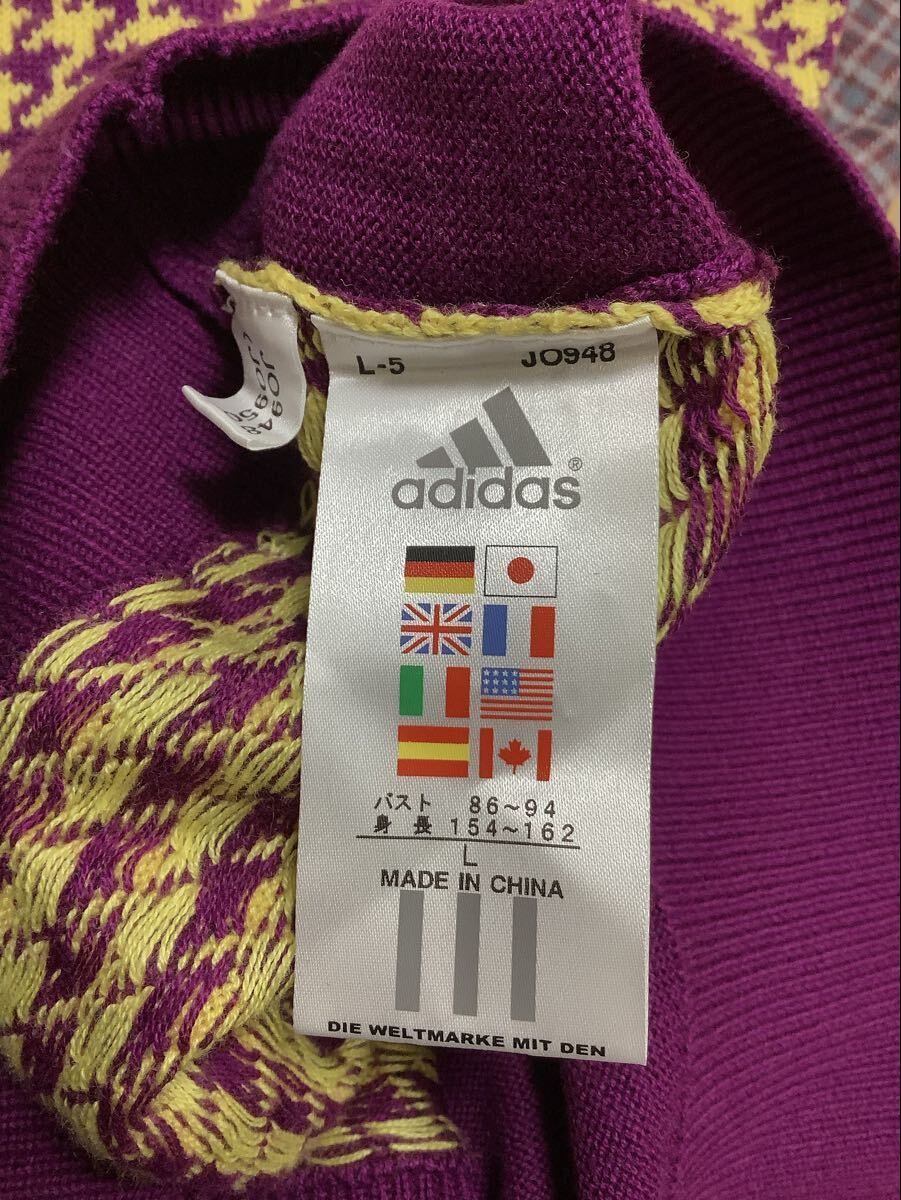 L-5 JO948
adidas®
バスト 86～94
身長 154～162
L
MADE IN CHINA
DIE WELTMARKE MIT DEN